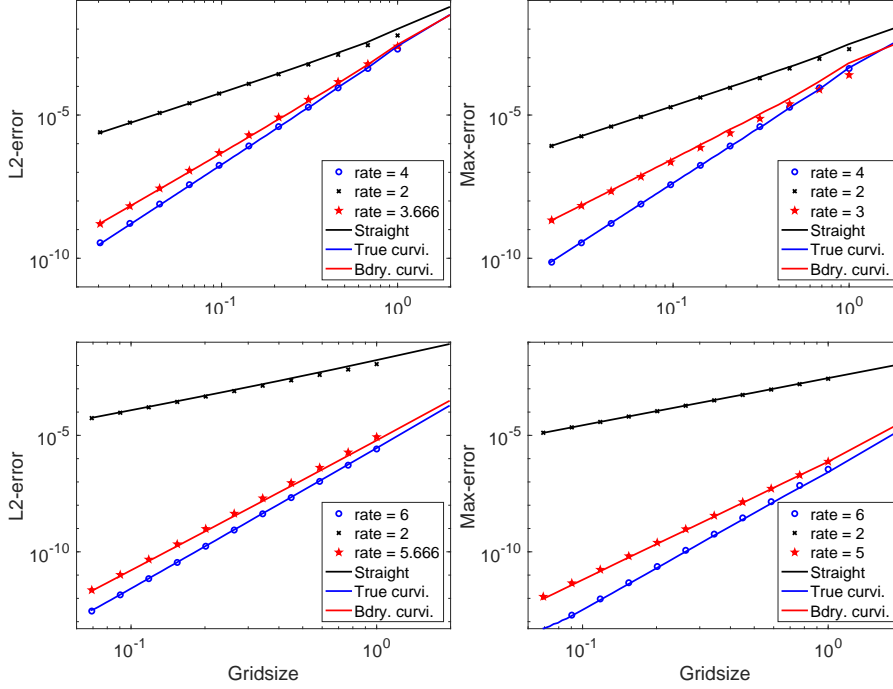 L2-error
10^-5
10^-10
10^-1
10^0
rate = 4
rate = 2
rate = 3.666
Straight
True curvi.
Bdry. curvi.
Max-error
10^-5
10^-10
10^-1
10^0
rate = 4
rate = 2
rate = 3
Straight
True curvi.
Bdry. curvi.
L2-error
10^-5
10^-10
10^-1
10^0
Gridsize
rate = 6
rate = 2
rate = 5.666
Straight
True curvi.
Bdry. curvi.
Max-error
10^-5
10^-10
10^-1
10^0
Gridsize
rate = 6
rate = 2
rate = 5
Straight
True curvi.
Bdry. curvi.